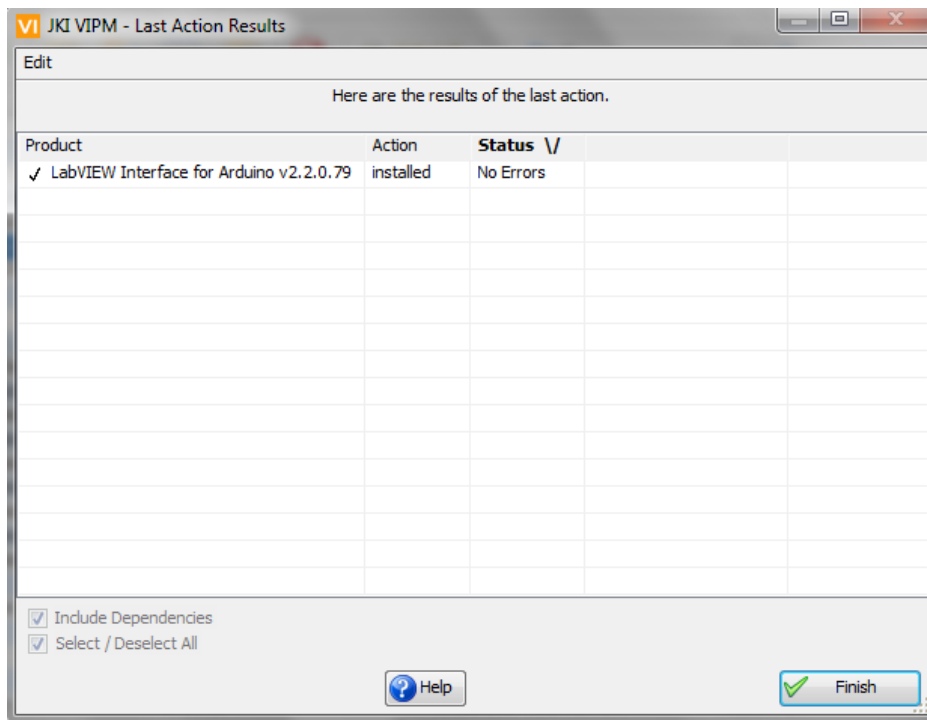 VI JKI VIPM - Last Action Results
Edit
Here are the results of the last action.
Product Action Status \/
✓ LabVIEW Interface for Arduino v2.2.0.79 installed No Errors
Include Dependencies
Select / Deselect All
? Help Finish